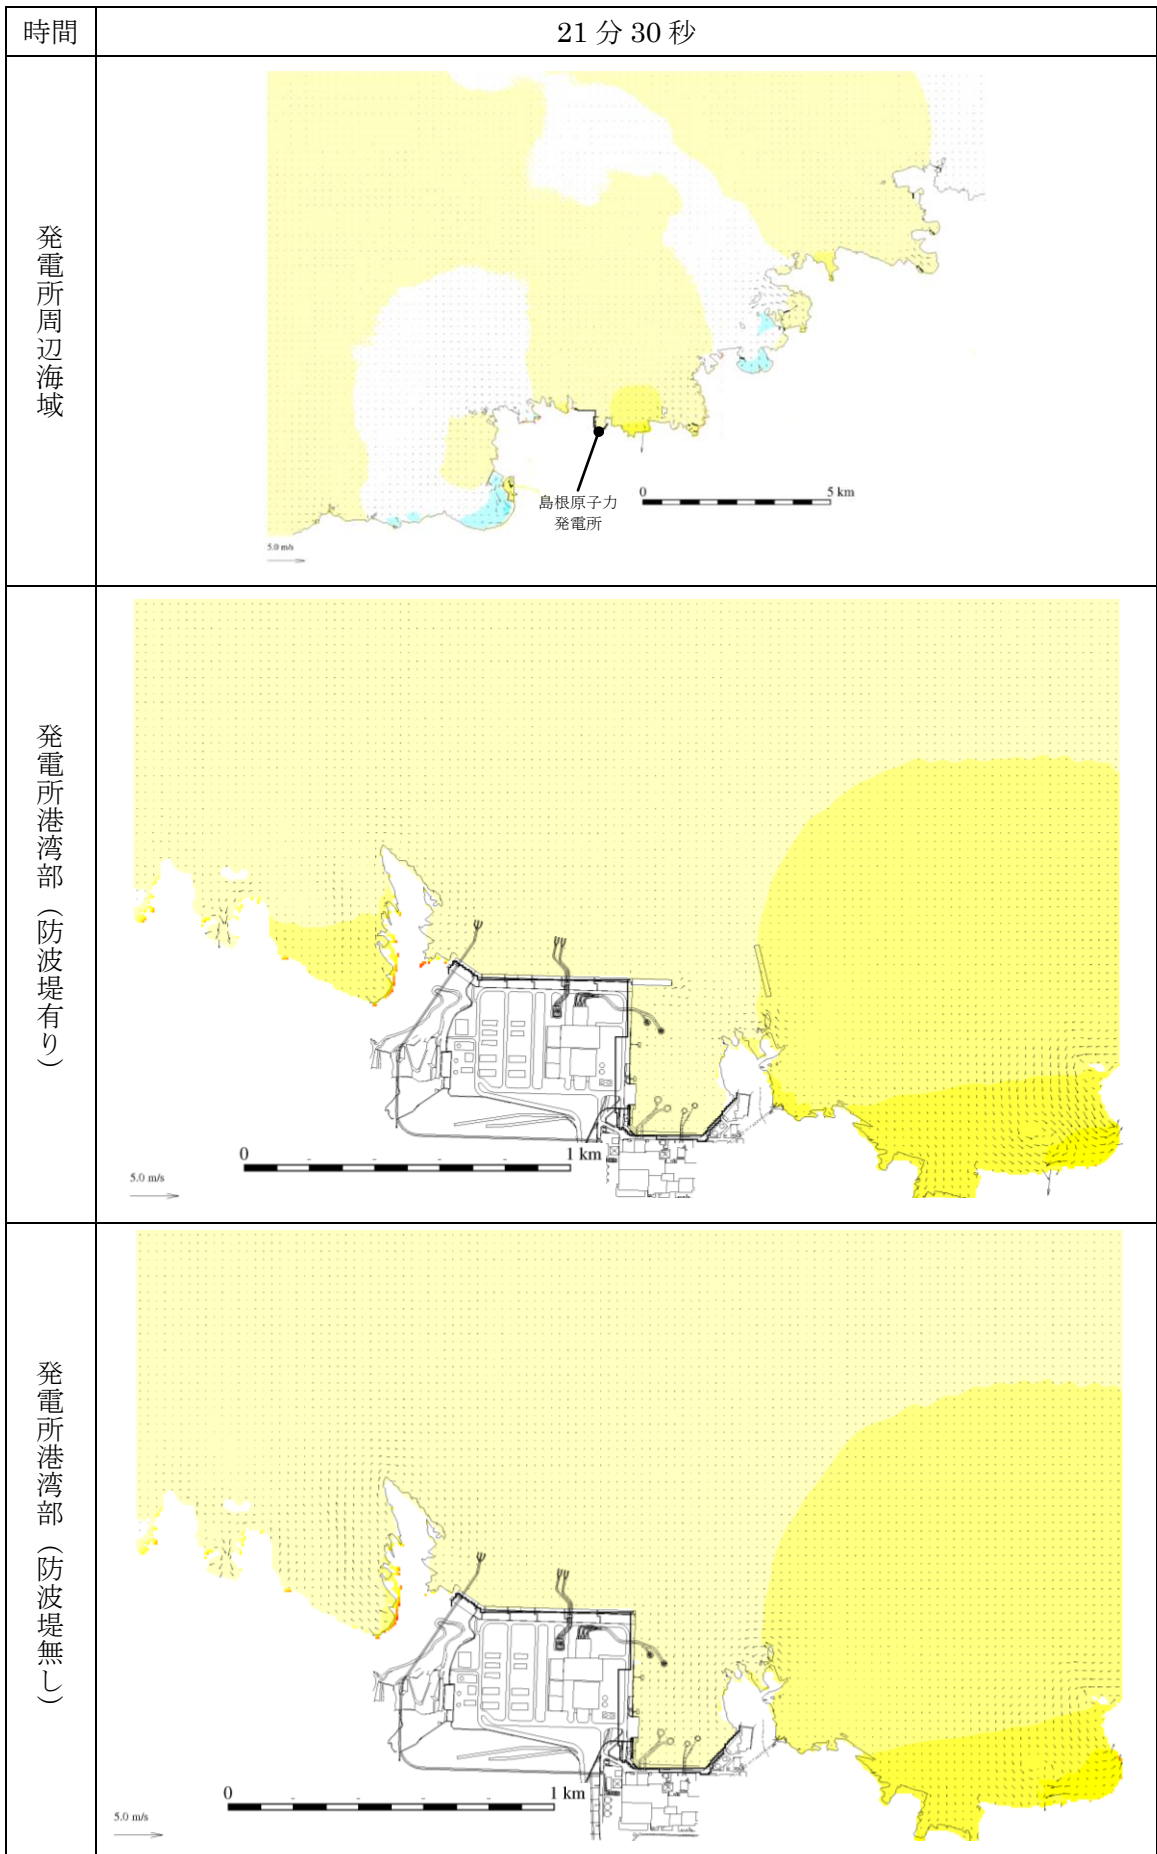 時間
21分30秒
発電所周辺海域
島根原子力
発電所
0 5 km
5.0 m/s
発電所港湾部（防波堤有り）
0 1 km
5.0 m/s
発電所港湾部（防波堤無し）
0 1 km
5.0 m/s